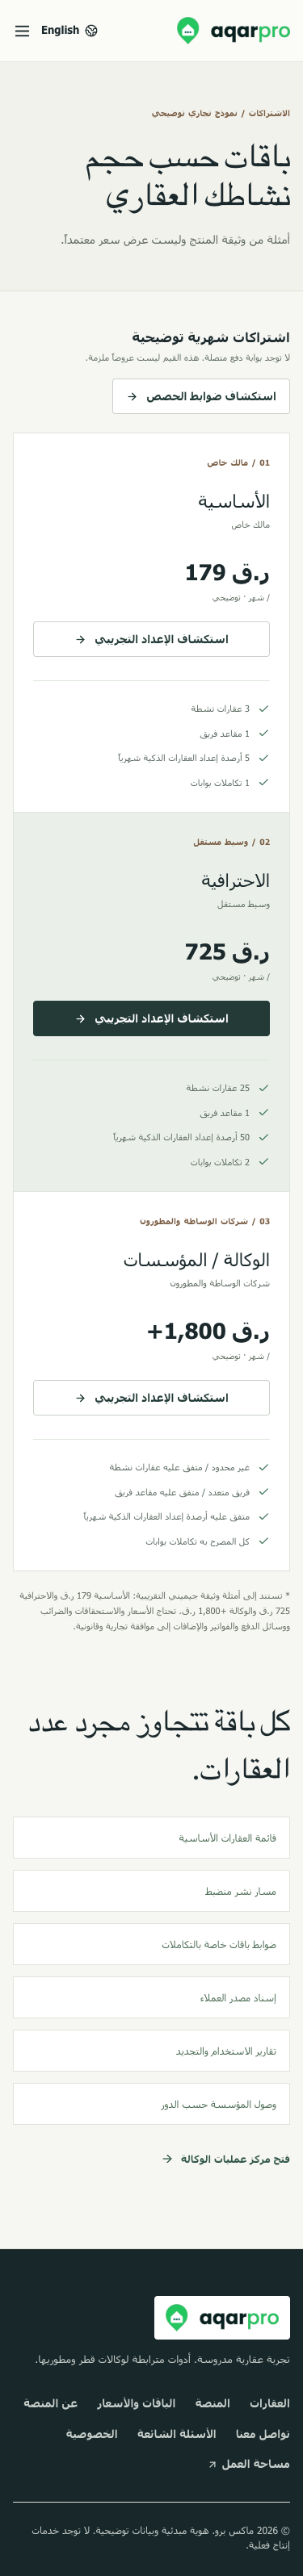 aqarpro
English
الاشتراكات / نموذج تجاري توضيحي
باقات حسب حجم
نشاطك العقاري
أمثلة من وثيقة المنتج وليست عرض سعر معتمداً.
اشتراكات شهرية توضيحية
لا توجد بوابة دفع متصلة. هذه القيم ليست عروضاً ملزمة.
استكشاف ضوابط الحصص
01 / مالك خاص
الأساسية
مالك خاص
ر.ق 179
/ شهر · توضيحي
استكشاف الإعداد التجريبي
3 عقارات نشطة
1 مقاعد فريق
5 أرصدة إعداد العقارات الذكية شهرياً
1 تكاملات بوابات
02 / وسيط مستقل
الاحترافية
وسيط مستقل
ر.ق 725
/ شهر · توضيحي
استكشاف الإعداد التجريبي
25 عقارات نشطة
1 مقاعد فريق
50 أرصدة إعداد العقارات الذكية شهرياً
2 تكاملات بوابات
03 / شركات الوساطة والمطورون
الوكالة / المؤسسات
شركات الوساطة والمطورون
ر.ق 1,800+
/ شهر · توضيحي
استكشاف الإعداد التجريبي
غير محدود / متفق عليه عقارات نشطة
فريق متعدد / متفق عليه مقاعد فريق
متفق عليه أرصدة إعداد العقارات الذكية شهرياً
كل المصرح به تكاملات بوابات
* تستند إلى أمثلة وثيقة جيميني التقريبية: الأساسية 179 ر.ق والاحترافية
725 ر.ق والوكالة +1,800 ر.ق. تحتاج الأسعار والاستحقاقات والضرائب
ووسائل الدفع والفواتير والإضافات إلى موافقة تجارية وقانونية.
كل باقة تتجاوز مجرد عدد
العقارات.
قائمة العقارات الأساسية
مسار نشر منضبط
ضوابط باقات خاصة بالتكاملات
إسناد مصدر العملاء
تقارير الاستخدام والتجديد
وصول المؤسسة حسب الدور
فتح مركز عمليات الوكالة
aqarpro
تجربة عقارية مدروسة. أدوات مترابطة لوكالات قطر ومطوريها.
العقارات المنصة الباقات والأسعار عن المنصة
تواصل معنا الأسئلة الشائعة الخصوصية
مساحة العمل
© 2026 ماكس برو. هوية مبدئية وبيانات توضيحية. لا توجد خدمات
إنتاج فعلية.